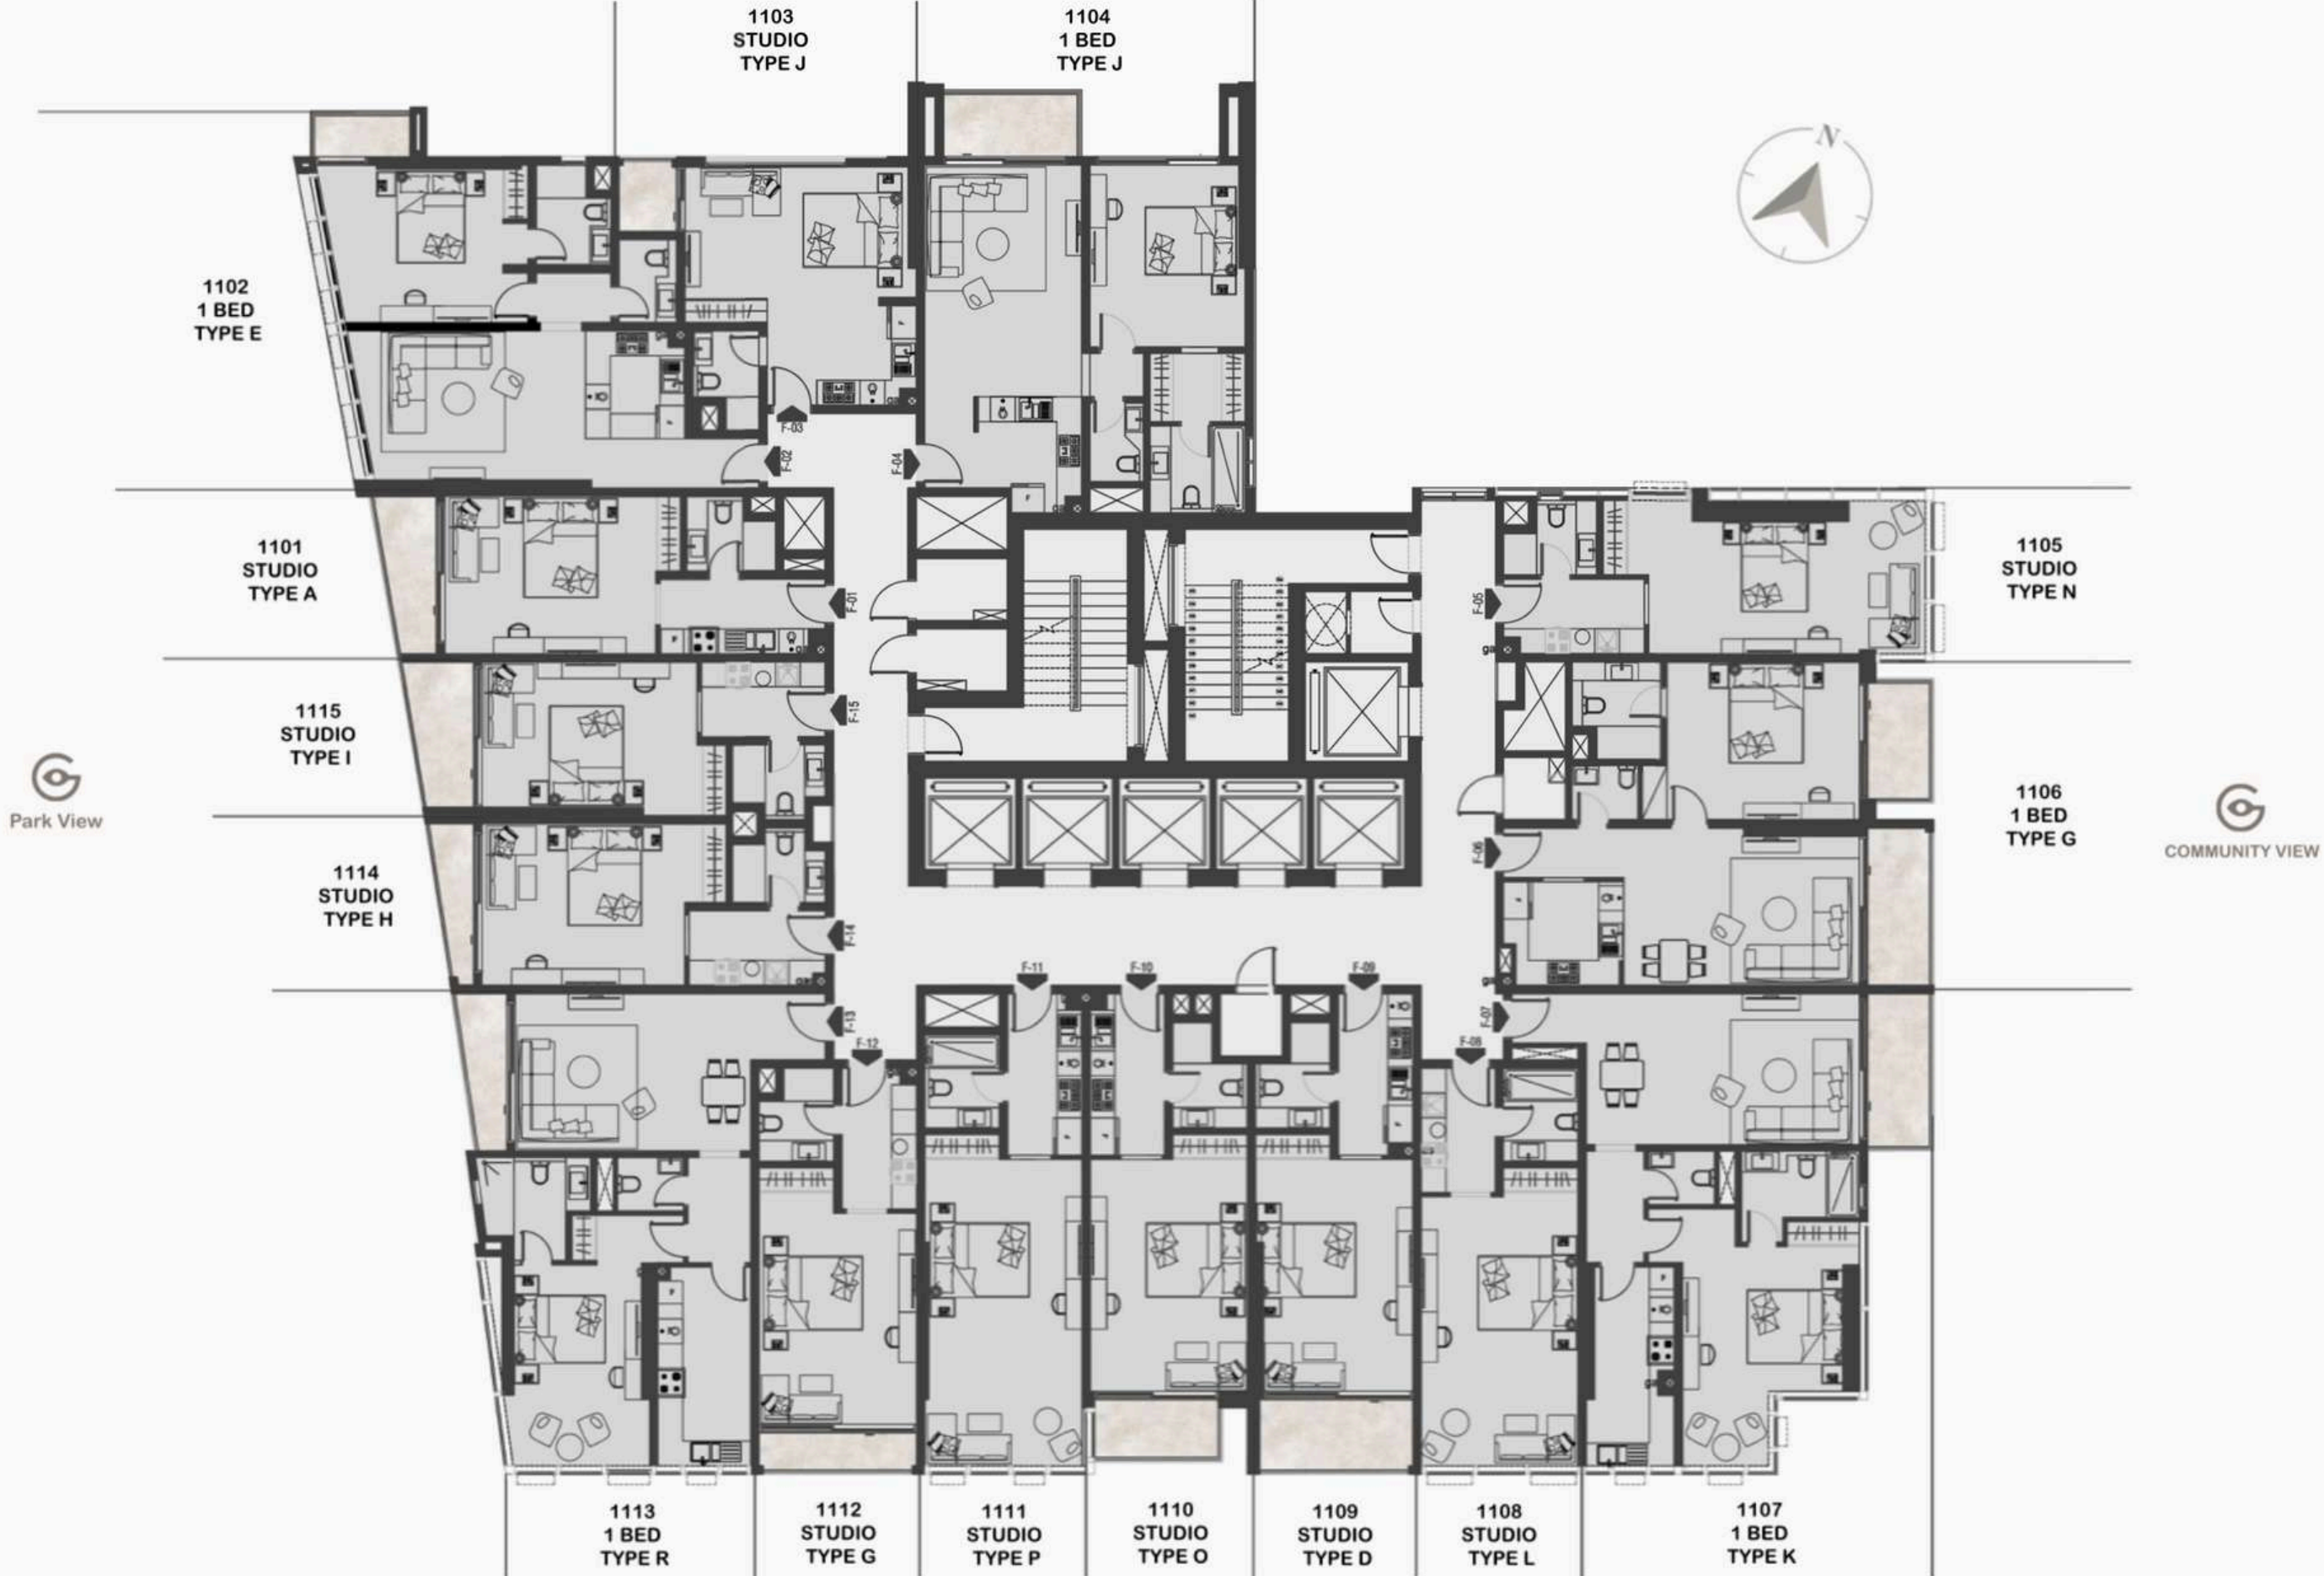 1103
STUDIO
TYPE J
1104
1 BED
TYPE J
N
1102
1 BED
TYPE E
F-03
F-02
F-04
1101
STUDIO
TYPE A
F-01
F-05
1105
STUDIO
TYPE N
1115
STUDIO
TYPE I
F-15
Park View
1106
1 BED
TYPE G
COMMUNITY VIEW
1114
STUDIO
TYPE H
F-14
F-06
F-11
F-10
F-09
F-13
F-12
F-07
F-08
1113
1 BED
TYPE R
1112
STUDIO
TYPE G
1111
STUDIO
TYPE P
1110
STUDIO
TYPE O
1109
STUDIO
TYPE D
1108
STUDIO
TYPE L
1107
1 BED
TYPE K